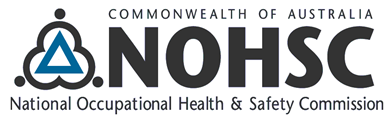 COMMONWEALTH OF AUSTRALIA
NOHSC
National Occupational Health & Safety Commission